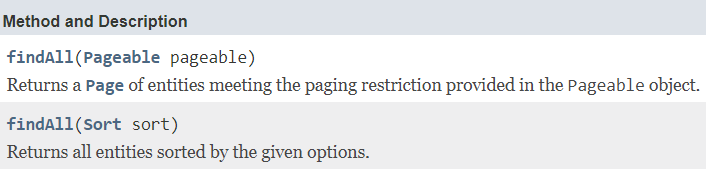 Method and Description
findAll(Pageable pageable)
Returns a Page of entities meeting the paging restriction provided in the Pageable object.
findAll(Sort sort)
Returns all entities sorted by the given options.